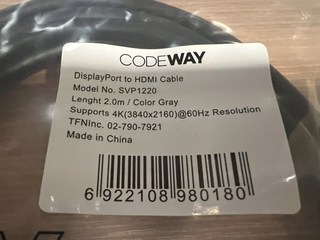 CODEWAY
DisplayPort to HDMI Cable
Model No. SVP1220
Lenght 2.0m / Color Gray
Supports 4K(3840x2160)@60Hz Resolution
TFNInc. 02-790-7921
Made in China
6 922108 980180